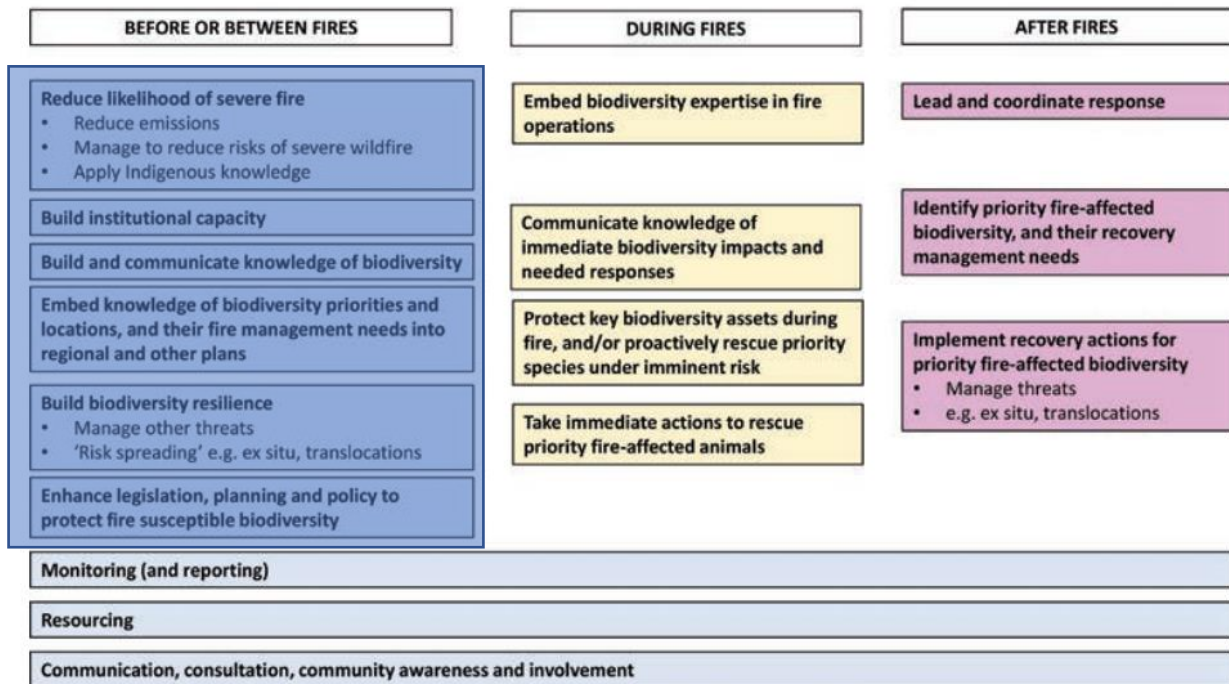 BEFORE OR BETWEEN FIRES
Reduce likelihood of severe fire
• Reduce emissions
• Manage to reduce risks of severe wildfire
• Apply Indigenous knowledge
Build institutional capacity
Build and communicate knowledge of biodiversity
Embed knowledge of biodiversity priorities and
locations, and their fire management needs into
regional and other plans
Build biodiversity resilience
• Manage other threats
• ‘Risk spreading’ e.g. ex situ, translocations
Enhance legislation, planning and policy to
protect fire susceptible biodiversity
DURING FIRES
Embed biodiversity expertise in fire
operations
Communicate knowledge of
immediate biodiversity impacts and
needed responses
Protect key biodiversity assets during
fire, and/or proactively rescue priority
species under imminent risk
Take immediate actions to rescue
priority fire-affected animals
AFTER FIRES
Lead and coordinate response
Identify priority fire-affected
biodiversity, and their recovery
management needs
Implement recovery actions for
priority fire-affected biodiversity
• Manage threats
• e.g. ex situ, translocations
Monitoring (and reporting)
Resourcing
Communication, consultation, community awareness and involvement